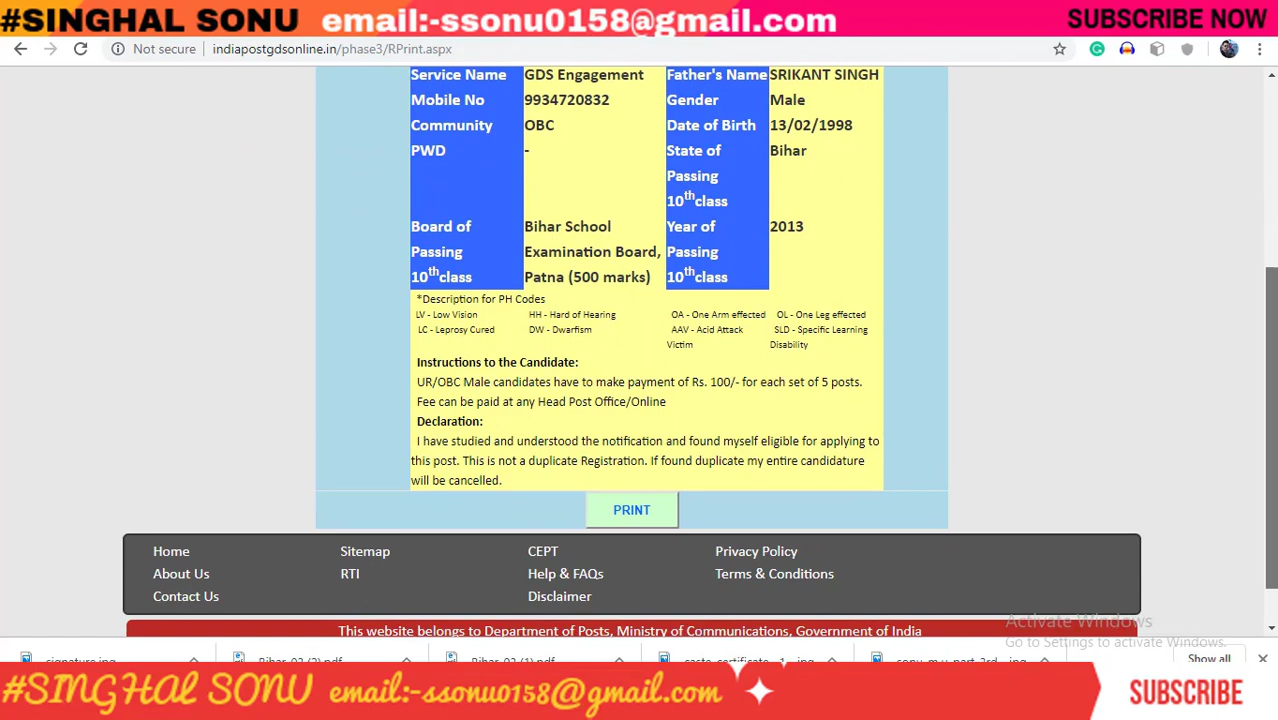 #SINGHAL SONU email:-ssonu0158@gmail.com SUBSCRIBE NOW
Not secure indiapostgdsonline.in/phase3/RPrint.aspx
Service Name GDS Engagement Father's Name SRIKANT SINGH
Mobile No 9934720832 Gender Male
Community OBC Date of Birth 13/02/1998
PWD - State of Bihar
Passing
10thclass
Board of Bihar School Year of 2013
Passing Examination Board, Passing
10thclass Patna (500 marks) 10thclass
*Description for PH Codes
LV - Low Vision HH - Hard of Hearing OA - One Arm effected OL - One Leg effected
LC - Leprosy Cured DW - Dwarfism AAV - Acid Attack SLD - Specific Learning
Victim Disability
Instructions to the Candidate:
UR/OBC Male candidates have to make payment of Rs. 100/- for each set of 5 posts.
Fee can be paid at any Head Post Office/Online
Declaration:
I have studied and understood the notification and found myself eligible for applying to
this post. This is not a duplicate Registration. If found duplicate my entire candidature
will be cancelled.
PRINT
Home Sitemap CEPT Privacy Policy
About Us RTI Help & FAQs Terms & Conditions
Contact Us Disclaimer
Activate Windows
This website belongs to Department of Posts, Ministry of Communications, Government of India
Go to Settings to activate Windows.
Show all
#SINGHAL SONU email:-ssonu0158@gmail.com SUBSCRIBE